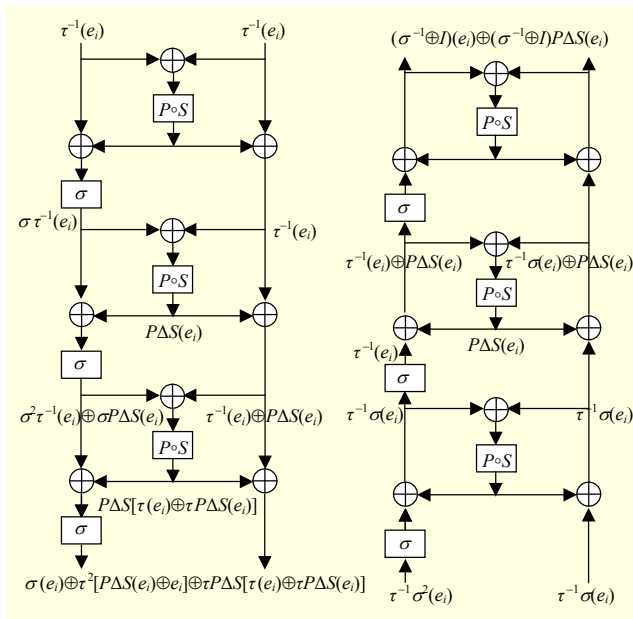 τ⁻¹(eᵢ) τ⁻¹(eᵢ)
P∘S
σ
σ τ⁻¹(eᵢ) τ⁻¹(eᵢ)
P∘S
PΔS(eᵢ)
σ
σ²τ⁻¹(eᵢ)⊕σPΔS(eᵢ) τ⁻¹(eᵢ)⊕PΔS(eᵢ)
P∘S
PΔS[τ(eᵢ)⊕τPΔS(eᵢ)]
σ
σ(eᵢ)⊕τ²[PΔS(eᵢ)⊕eᵢ]⊕τPΔS[τ(eᵢ)⊕τPΔS(eᵢ)]
(σ⁻¹⊕I)(eᵢ)⊕(σ⁻¹⊕I)PΔS(eᵢ)
P∘S
σ
τ⁻¹(eᵢ)⊕PΔS(eᵢ) τ⁻¹σ(eᵢ)⊕PΔS(eᵢ)
P∘S
PΔS(eᵢ)
τ⁻¹(eᵢ)
σ
τ⁻¹σ(eᵢ) τ⁻¹σ(eᵢ)
P∘S
σ
τ⁻¹σ²(eᵢ) τ⁻¹σ(eᵢ)